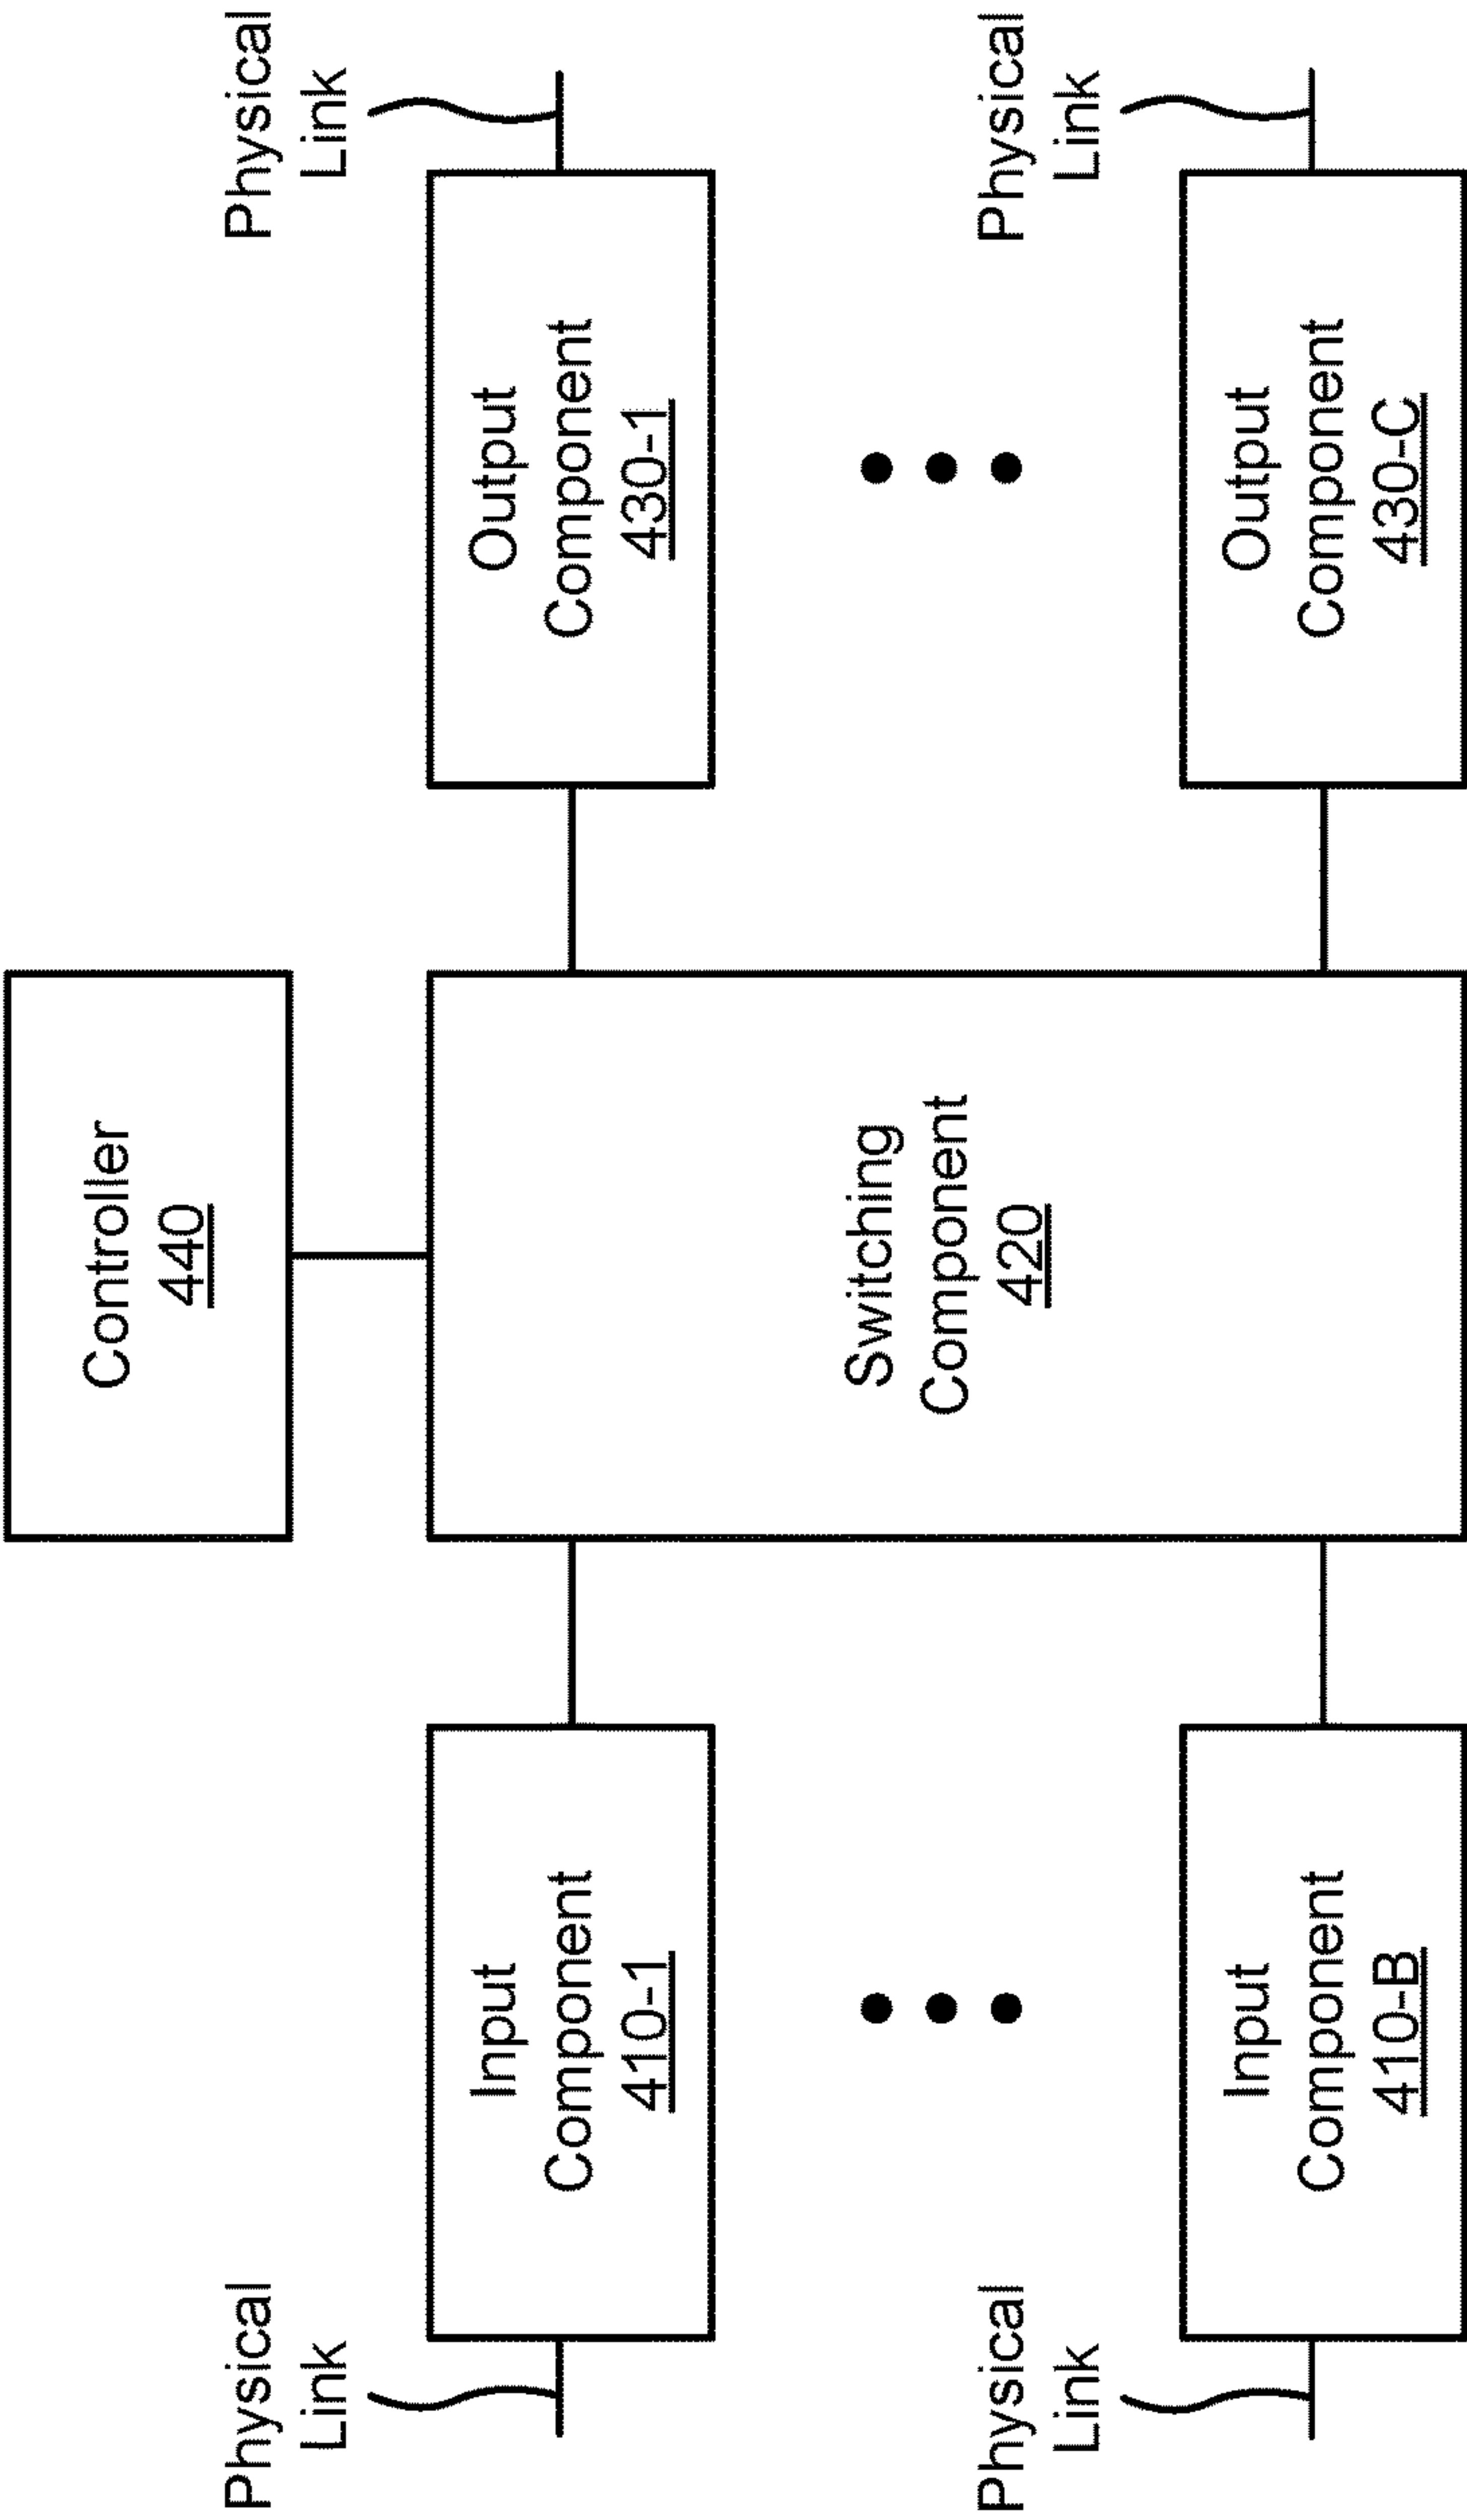 Controller
440
Physical
Link
Input
Component
410-1
Switching
Component
420
Output
Component
430-1
Physical
Link
Physical
Link
Input
Component
410-B
Output
Component
430-C
Physical
Link